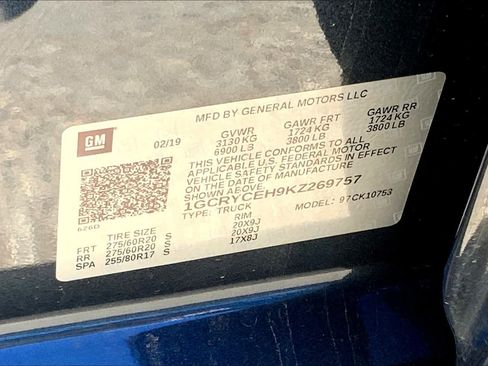 GM
MFD BY GENERAL MOTORS LLC
02/19 GVWR GAWR FRT GAWR RR
3130 KG 1724 KG 1724 KG
6900 LB 3800 LB 3800 LB
THIS VEHICLE CONFORMS TO ALL
APPLICABLE U.S. FEDERAL MOTOR
VEHICLE SAFETY STANDARDS IN EFFECT
ON THE DATE OF MANUFACTURE
SHOWN ABOVE.
1GCRYCEH9KZ269757
TYPE: TRUCK MODEL: 97CK10753
626D
TIRE SIZE RIM
FRT 275/60R20 S 20X9J
RR 275/60R20 S 20X9J
SPA 255/80R17 S 17X8J